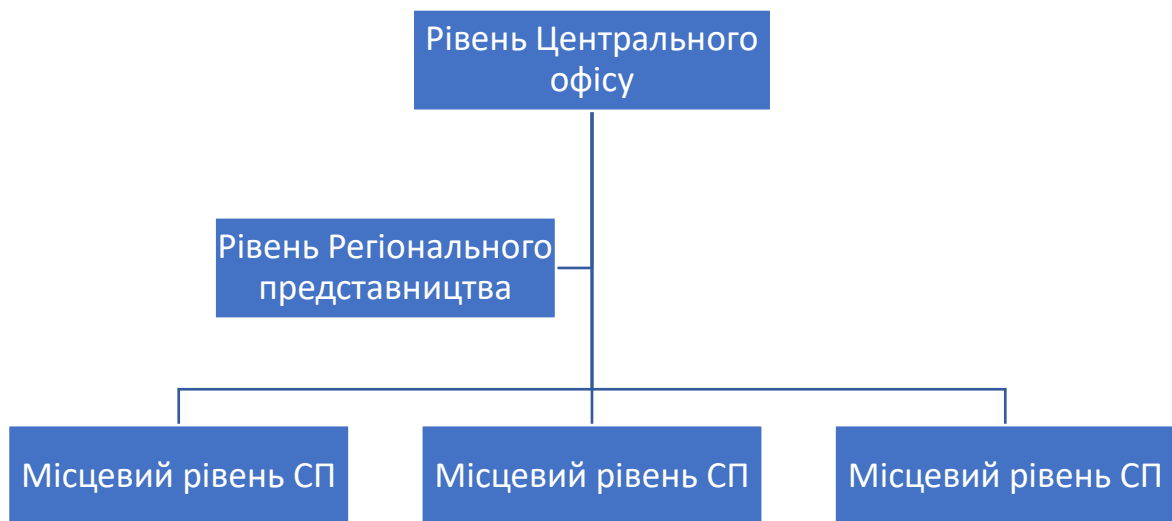 Рівень Центрального
офісу
Рівень Регіонального
представництва
Місцевий рівень СП
Місцевий рівень СП
Місцевий рівень СП